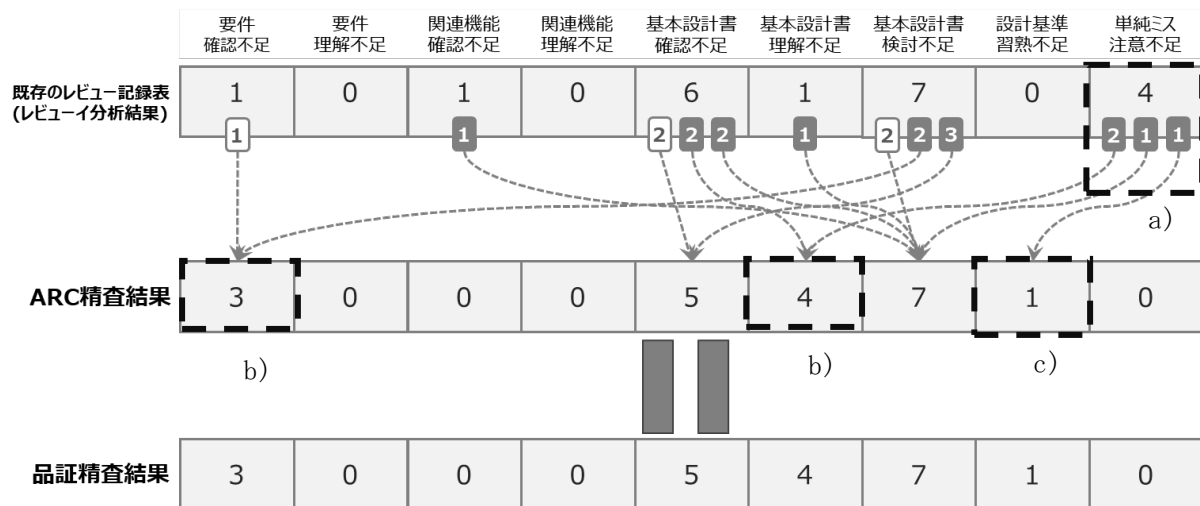 要件 要件 関連機能 関連機能 基本設計書 基本設計書 基本設計書 設計基準 単純ミス
確認不足 理解不足 確認不足 理解不足 確認不足 理解不足 検討不足 習熟不足 注意不足
既存のレビュー記録表
(レビューイ分析結果)
1 0 1 0 6 1 7 0 4
1 1 2 2 2 1 2 2 3 2 1 1
a)
ARC精査結果 3 0 0 0 5 4 7 1 0
b) b) c)
品証精査結果 3 0 0 0 5 4 7 1 0